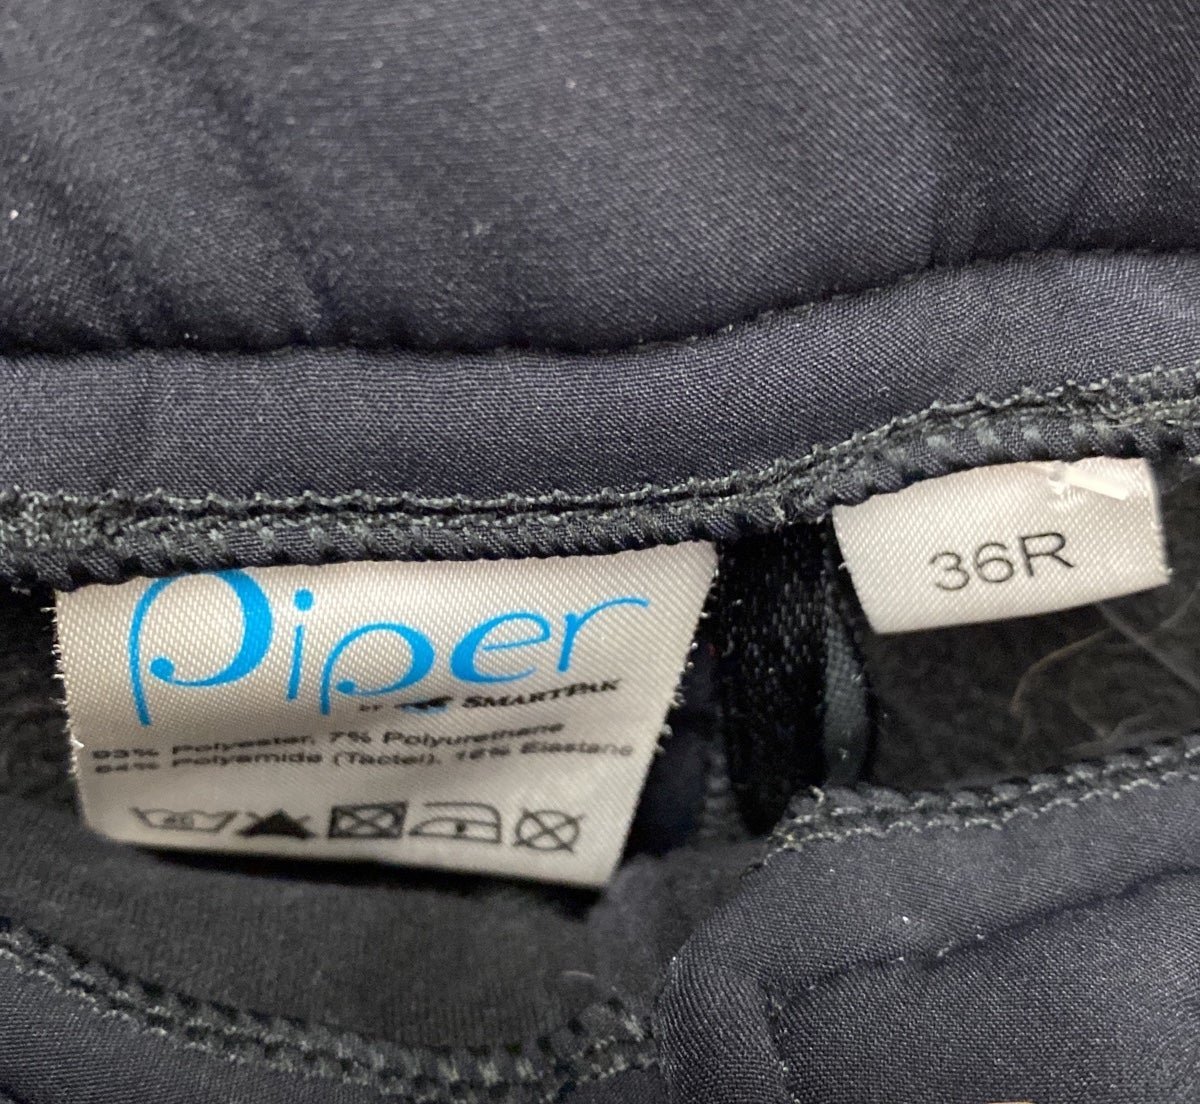 Piper
BY SMARTPAK
93% Polyester, 7% Polyurethane
84% Polyamide (Tactel), 16% Elastane
36R